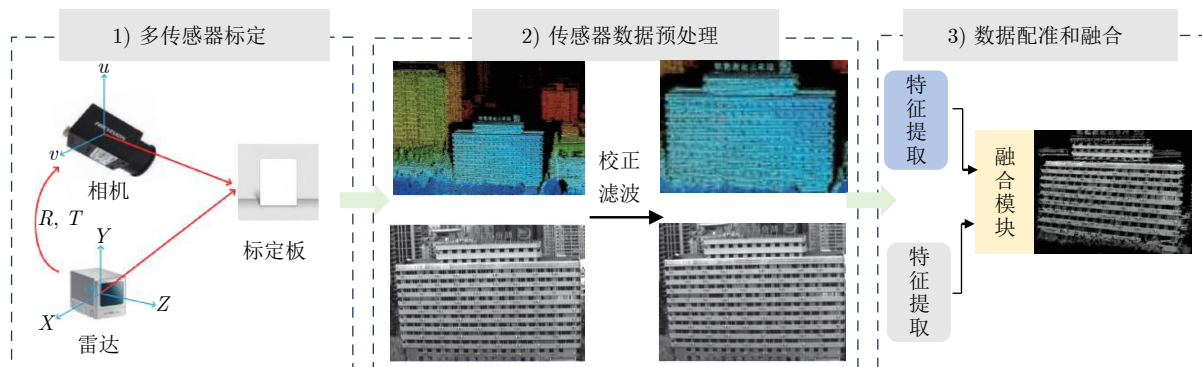 1) 多传感器标定
2) 传感器数据预处理
3) 数据配准和融合
u
v
相机
R, T
Y
Z
X
雷达
标定板
校正
滤波
特征提取
特征提取
融合模块